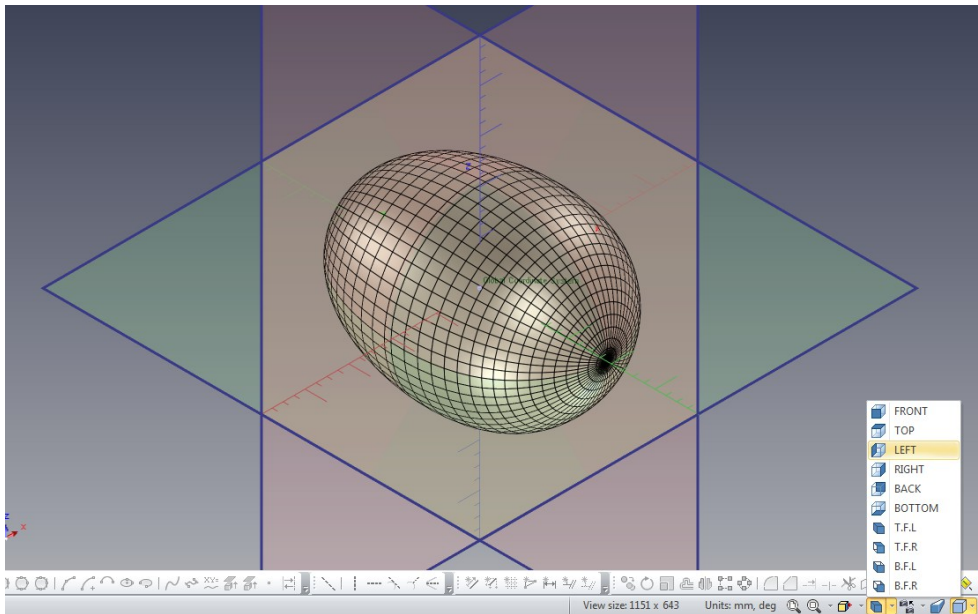 Z
X
FRONT
TOP
LEFT
RIGHT
BACK
BOTTOM
T.F.L
T.F.R
B.F.L
B.F.R
z
x
View size: 1151 x 643 Units: mm, deg